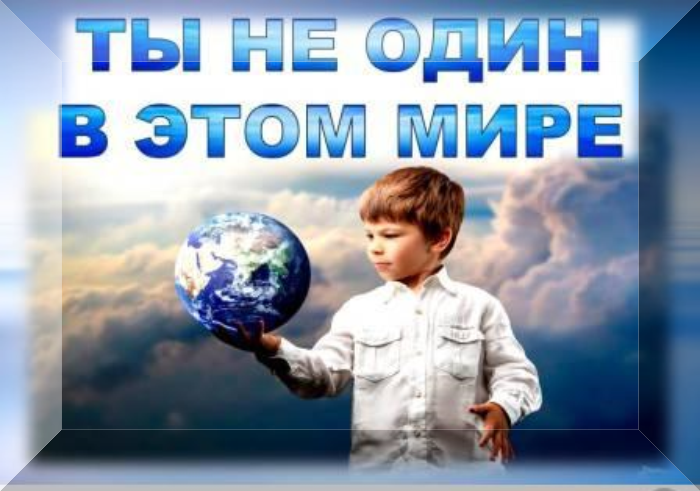 ТЫ НЕ ОДИН
В ЭТОМ МИРЕ